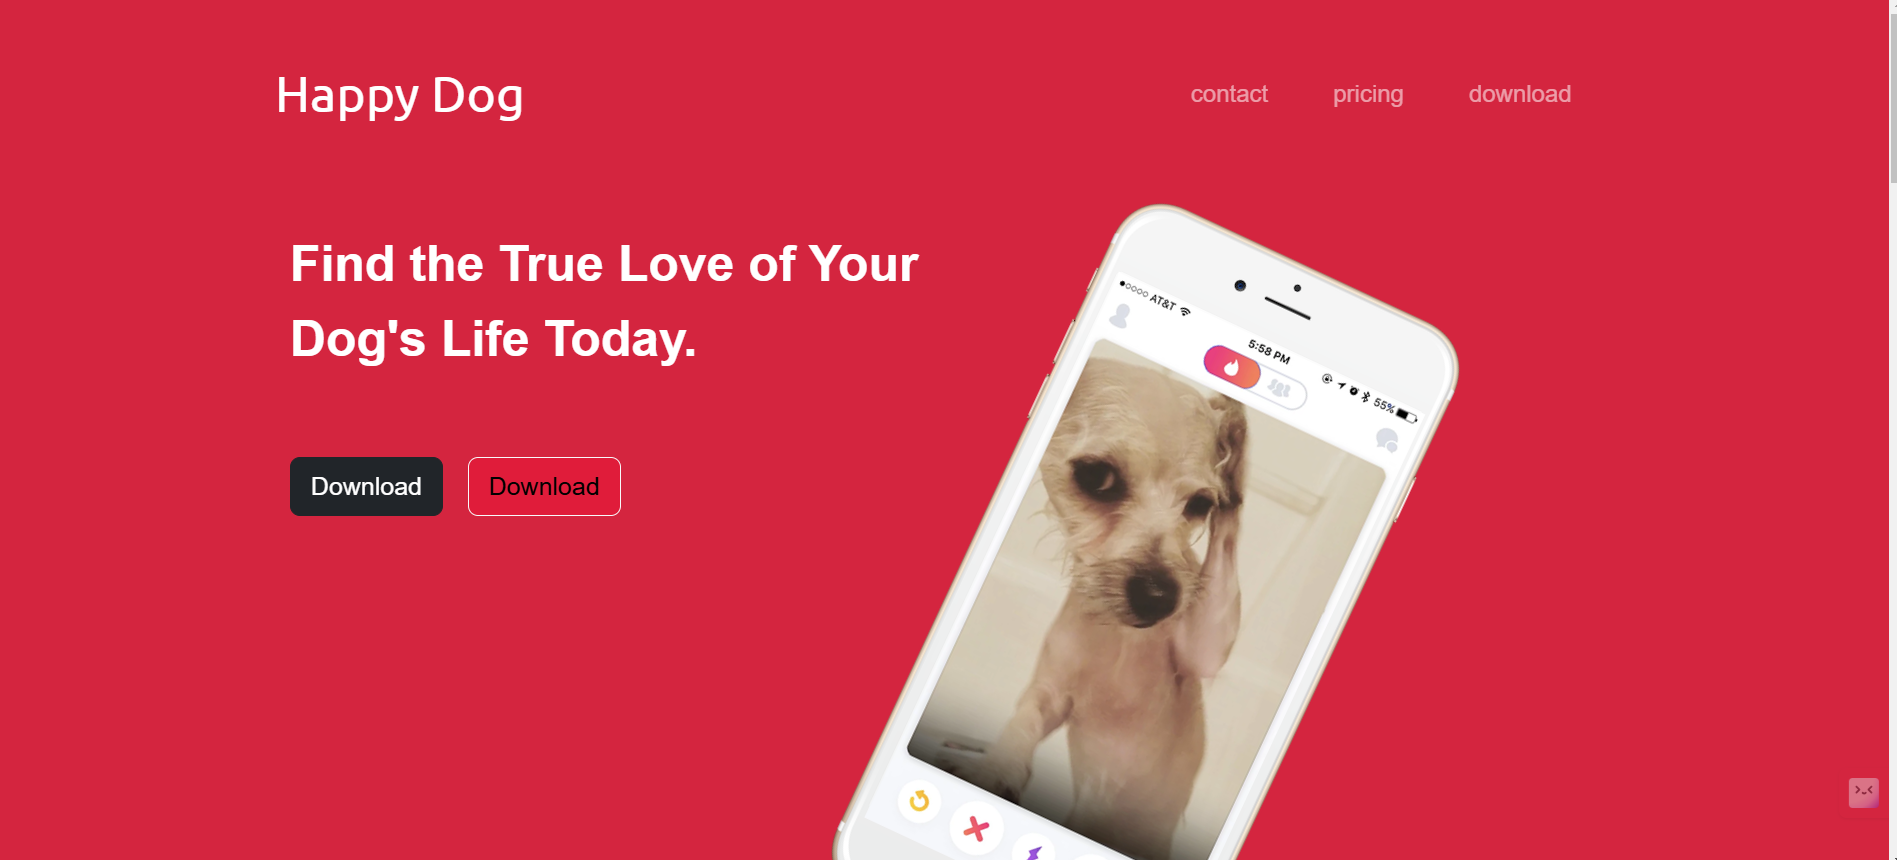 Happy Dog
contact pricing download
Find the True Love of Your
Dog's Life Today.
Download Download
AT&T
5:58 PM
55%